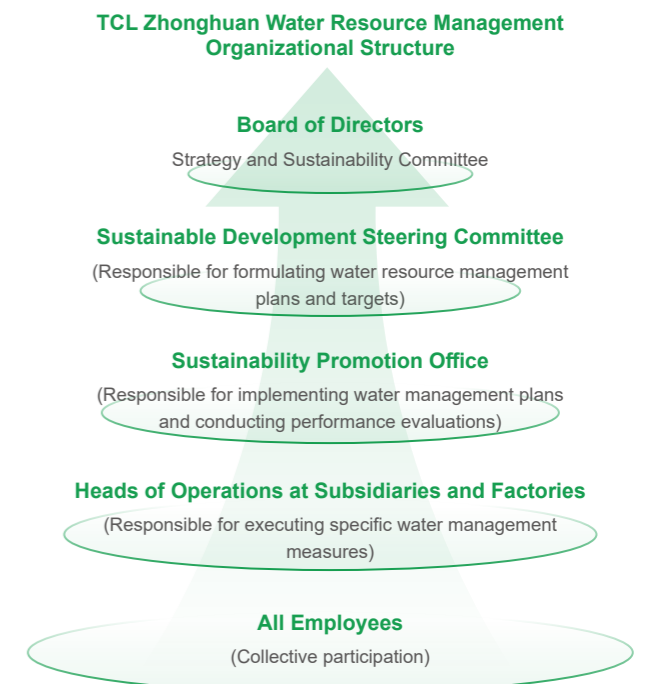 TCL Zhonghuan Water Resource Management
Organizational Structure
Board of Directors
Strategy and Sustainability Committee
Sustainable Development Steering Committee
(Responsible for formulating water resource management
plans and targets)
Sustainability Promotion Office
(Responsible for implementing water management plans
and conducting performance evaluations)
Heads of Operations at Subsidiaries and Factories
(Responsible for executing specific water management
measures)
All Employees
(Collective participation)